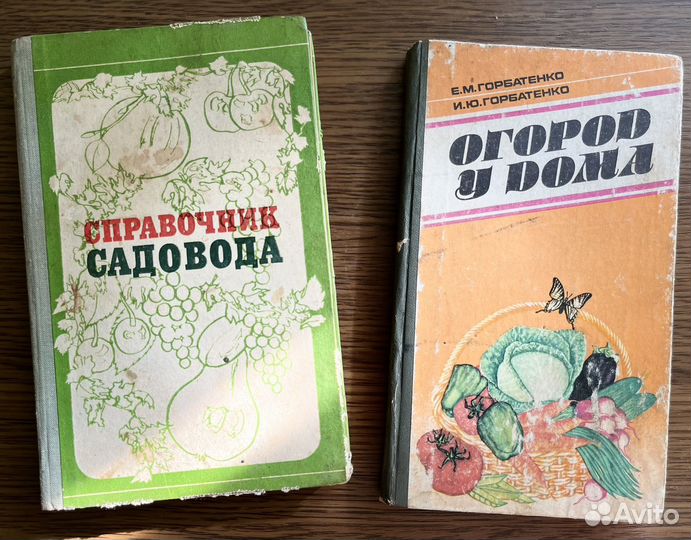 СПРАВОЧНИК
САДОВОДА
Е.М.ГОРБАТЕНКО
И.Ю.ГОРБАТЕНКО
ОГОРОД
У ДОМА
Avito